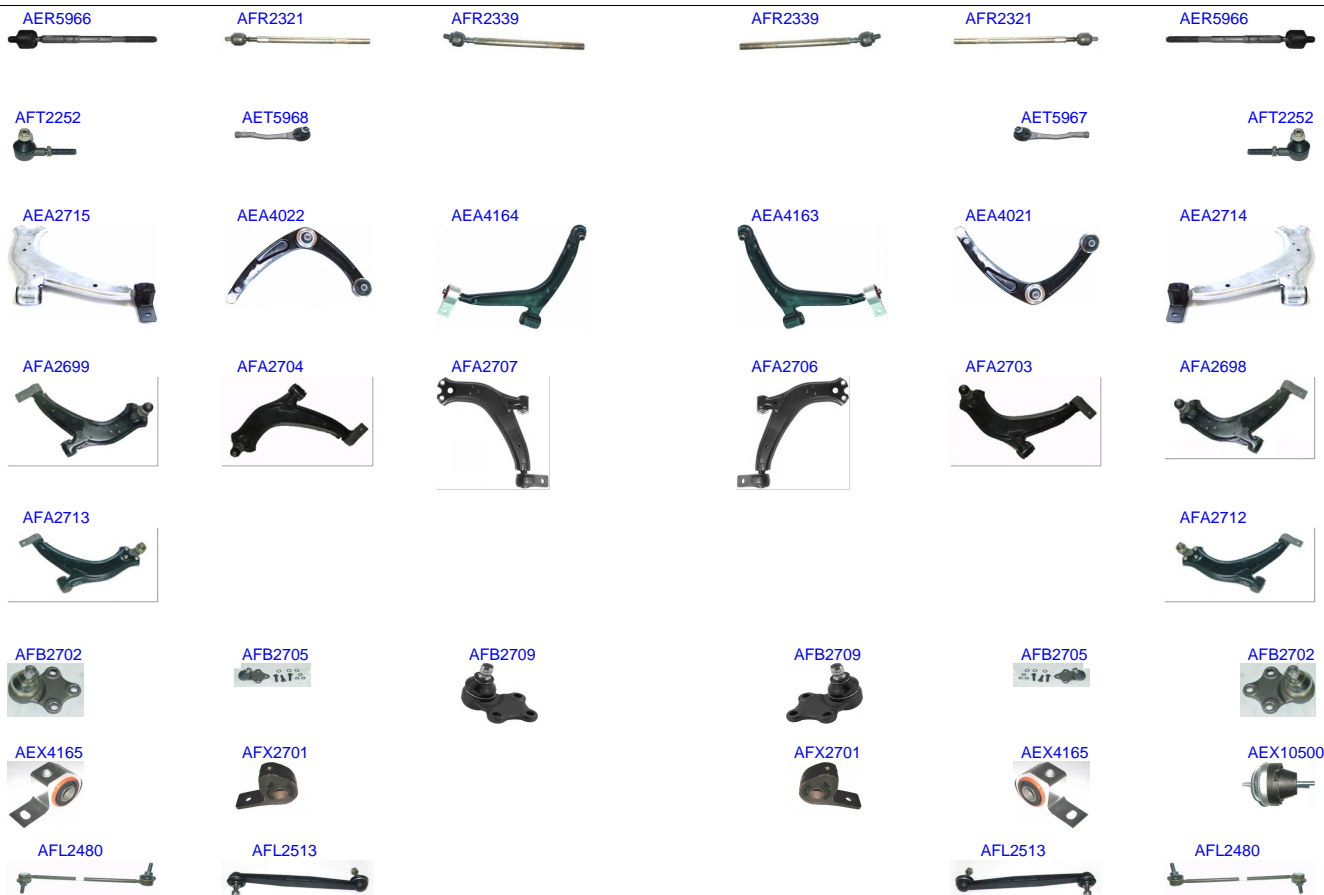 AER5966 AFR2321 AFR2339 AFR2339 AFR2321 AER5966
AFT2252 AET5968 AET5967 AFT2252
AEA2715 AEA4022 AEA4164 AEA4163 AEA4021 AEA2714
AFA2699 AFA2704 AFA2707 AFA2706 AFA2703 AFA2698
AFA2713 AFA2712
AFB2702 AFB2705 AFB2709 AFB2709 AFB2705 AFB2702
AEX4165 AFX2701 AFX2701 AEX4165 AEX10500
AFL2480 AFL2513 AFL2513 AFL2480